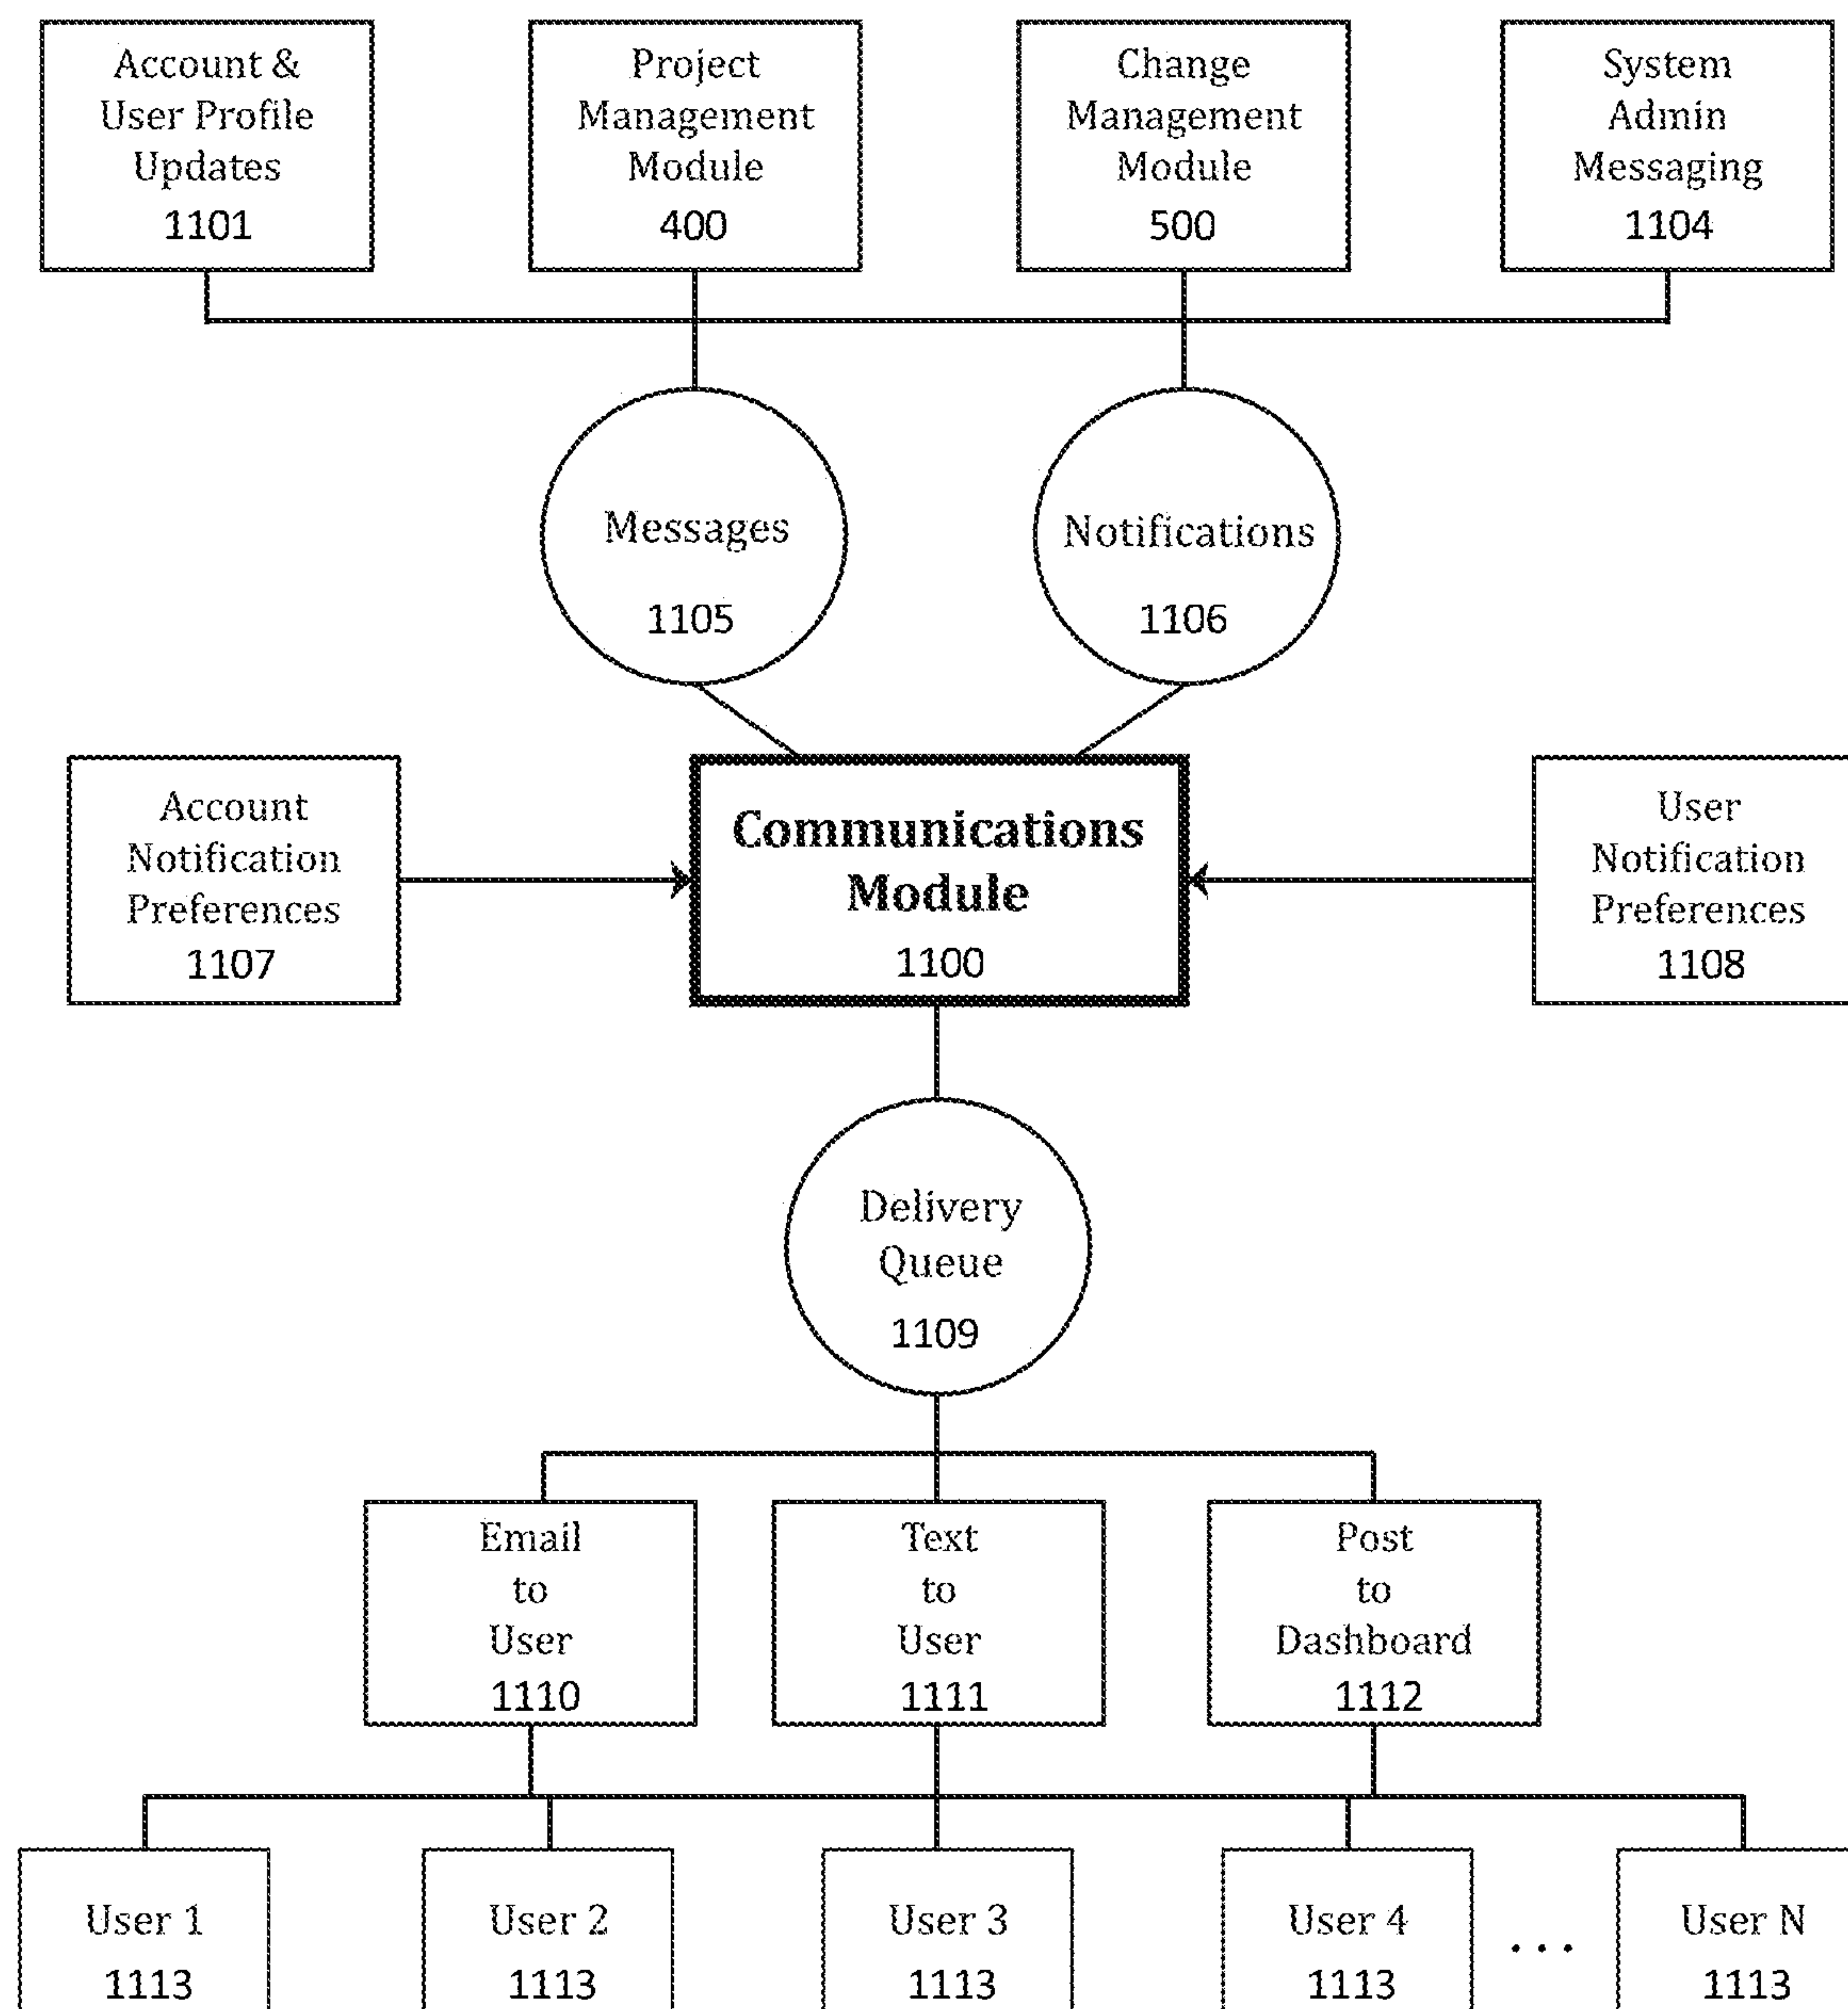 Account &
User Profile
Updates
1101
Project
Management
Module
400
Change
Management
Module
500
System
Admin
Messaging
1104
Messages
1105
Notifications
1106
Account
Notification
Preferences
1107
Communications
Module
1100
User
Notification
Preferences
1108
Delivery
Queue
1109
Email
to
User
1110
Text
to
User
1111
Post
to
Dashboard
1112
User 1
1113
User 2
1113
User 3
1113
User 4
1113
...
User N
1113